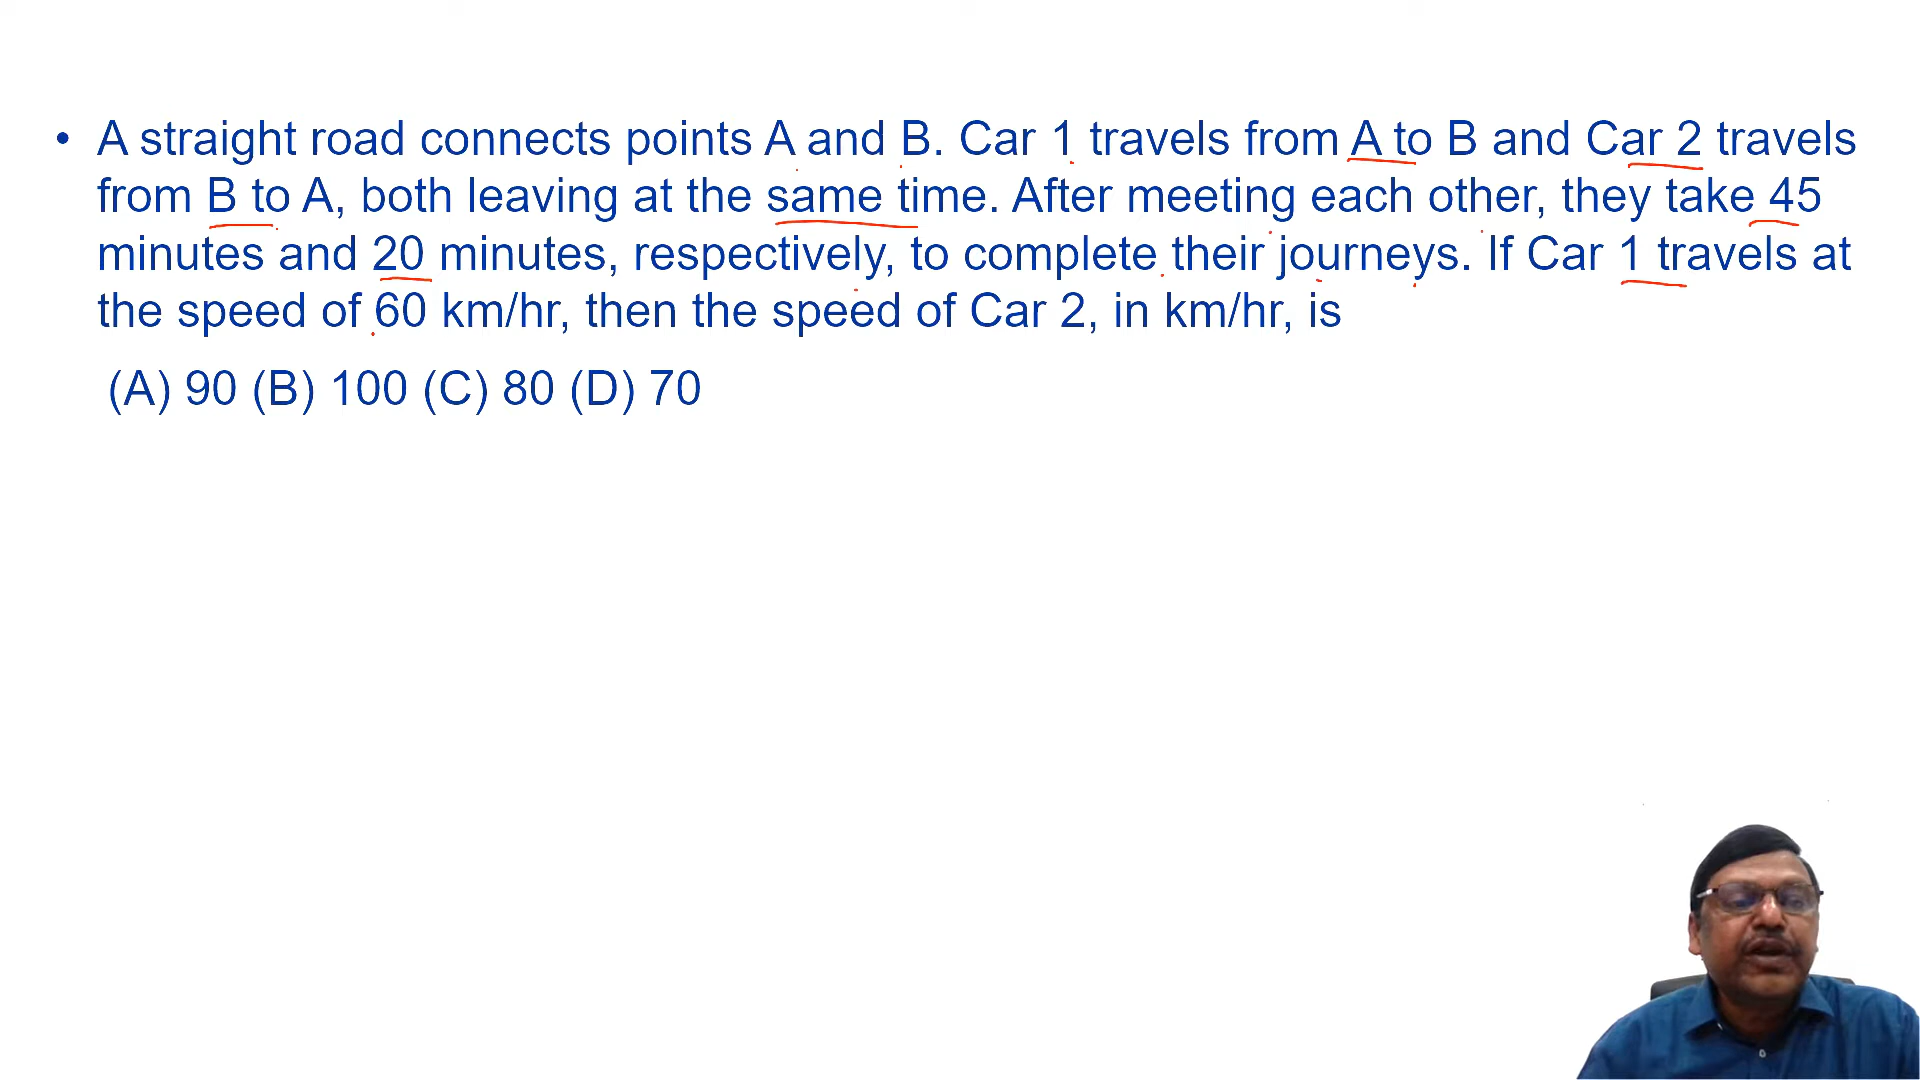 • A straight road connects points A and B. Car 1 travels from A to B and Car 2 travels
from B to A, both leaving at the same time. After meeting each other, they take 45
minutes and 20 minutes, respectively, to complete their journeys. If Car 1 travels at
the speed of 60 km/hr, then the speed of Car 2, in km/hr, is
(A) 90 (B) 100 (C) 80 (D) 70